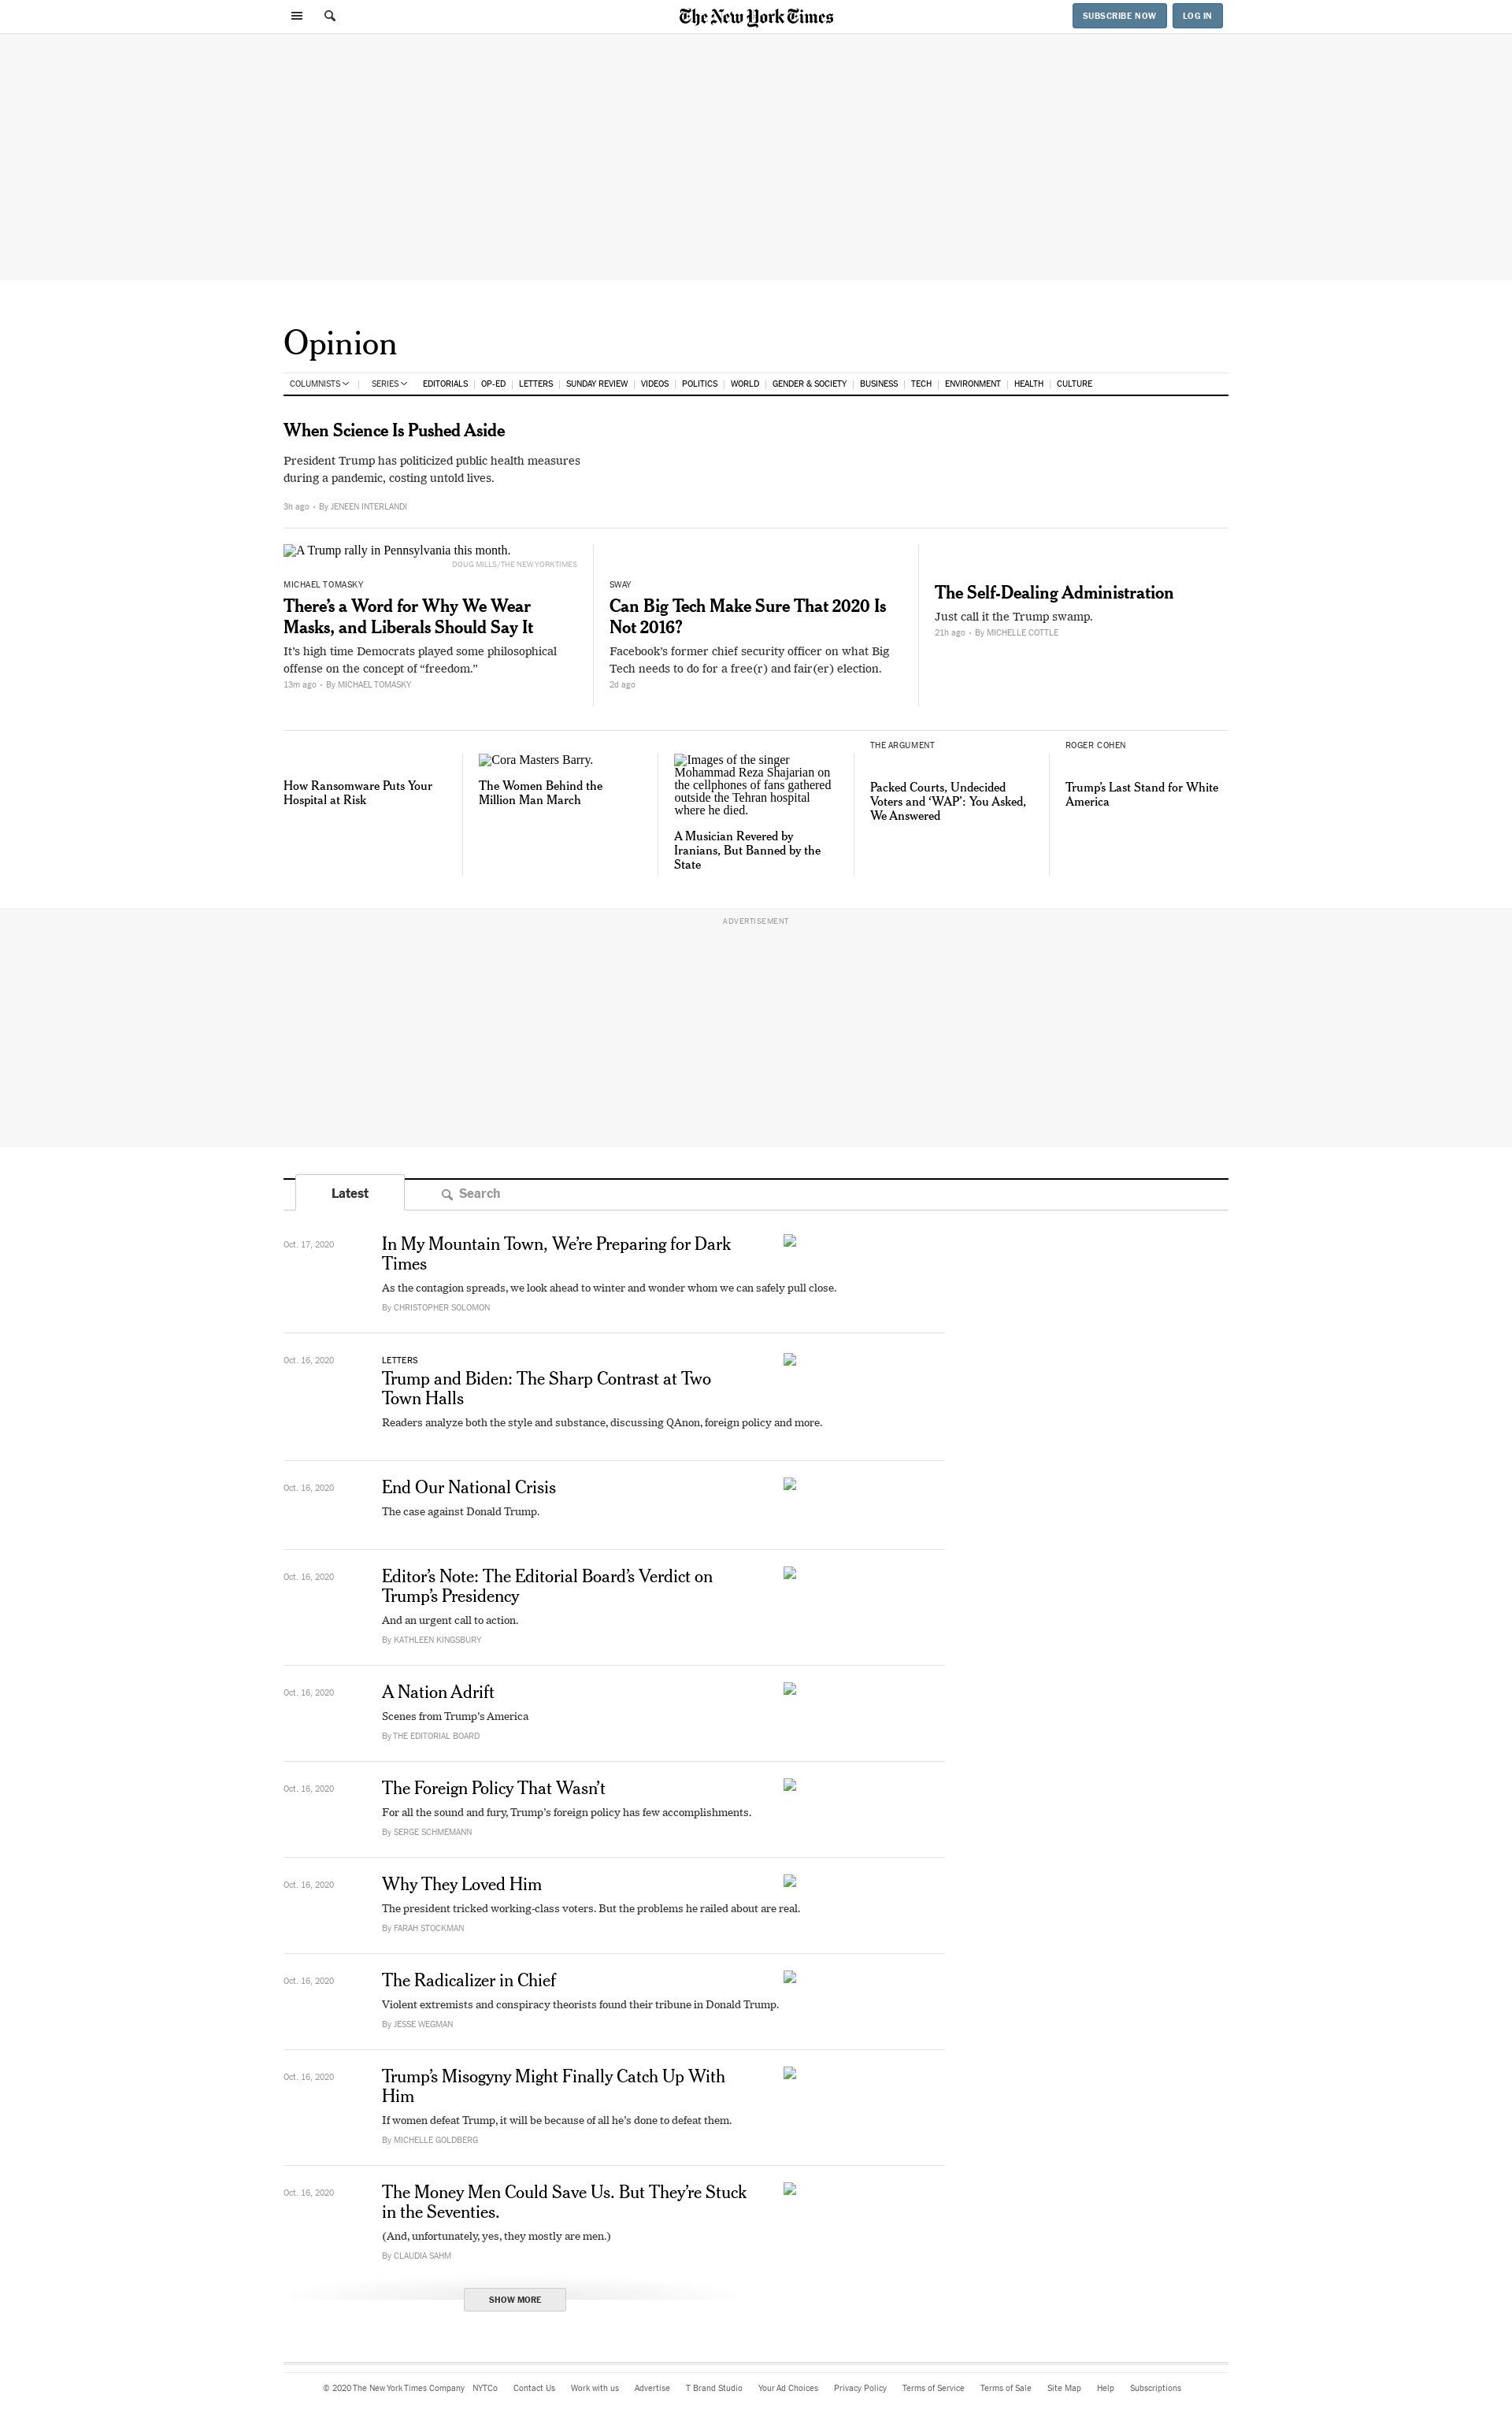 The New York Times
SUBSCRIBE NOW
LOG IN
Opinion
COLUMNISTS
SERIES
EDITORIALS
OP-ED
LETTERS
SUNDAY REVIEW
VIDEOS
POLITICS
WORLD
GENDER & SOCIETY
BUSINESS
TECH
ENVIRONMENT
HEALTH
CULTURE
When Science Is Pushed Aside
President Trump has politicized public health measures
during a pandemic, costing untold lives.
3h ago • By JENEEN INTERLANDI
A Trump rally in Pennsylvania this month.
DOUG MILLS/THE NEW YORK TIMES
MICHAEL TOMASKY
There’s a Word for Why We Wear
Masks, and Liberals Should Say It
It’s high time Democrats played some philosophical
offense on the concept of “freedom.”
13m ago • By MICHAEL TOMASKY
SWAY
Can Big Tech Make Sure That 2020 Is
Not 2016?
Facebook’s former chief security officer on what Big
Tech needs to do for a free(r) and fair(er) election.
2d ago
The Self-Dealing Administration
Just call it the Trump swamp.
21h ago • By MICHELLE COTTLE
How Ransomware Puts Your
Hospital at Risk
Cora Masters Barry.
The Women Behind the
Million Man March
Images of the singer
Mohammad Reza Shajarian on
the cellphones of fans gathered
outside the Tehran hospital
where he died.
A Musician Revered by
Iranians, But Banned by the
State
THE ARGUMENT
Packed Courts, Undecided
Voters and ‘WAP’: You Asked,
We Answered
ROGER COHEN
Trump’s Last Stand for White
America
ADVERTISEMENT
Latest
Search
Oct. 17, 2020
In My Mountain Town, We’re Preparing for Dark
Times
As the contagion spreads, we look ahead to winter and wonder whom we can safely pull close.
By CHRISTOPHER SOLOMON
Oct. 16, 2020
LETTERS
Trump and Biden: The Sharp Contrast at Two
Town Halls
Readers analyze both the style and substance, discussing QAnon, foreign policy and more.
Oct. 16, 2020
End Our National Crisis
The case against Donald Trump.
Oct. 16, 2020
Editor’s Note: The Editorial Board’s Verdict on
Trump’s Presidency
And an urgent call to action.
By KATHLEEN KINGSBURY
Oct. 16, 2020
A Nation Adrift
Scenes from Trump’s America
By THE EDITORIAL BOARD
Oct. 16, 2020
The Foreign Policy That Wasn’t
For all the sound and fury, Trump’s foreign policy has few accomplishments.
By SERGE SCHMEMANN
Oct. 16, 2020
Why They Loved Him
The president tricked working-class voters. But the problems he railed about are real.
By FARAH STOCKMAN
Oct. 16, 2020
The Radicalizer in Chief
Violent extremists and conspiracy theorists found their tribune in Donald Trump.
By JESSE WEGMAN
Oct. 16, 2020
Trump’s Misogyny Might Finally Catch Up With
Him
If women defeat Trump, it will be because of all he’s done to defeat them.
By MICHELLE GOLDBERG
Oct. 16, 2020
The Money Men Could Save Us. But They’re Stuck
in the Seventies.
(And, unfortunately, yes, they mostly are men.)
By CLAUDIA SAHM
SHOW MORE
© 2020 The New York Times Company
NYTCo
Contact Us
Work with us
Advertise
T Brand Studio
Your Ad Choices
Privacy Policy
Terms of Service
Terms of Sale
Site Map
Help
Subscriptions